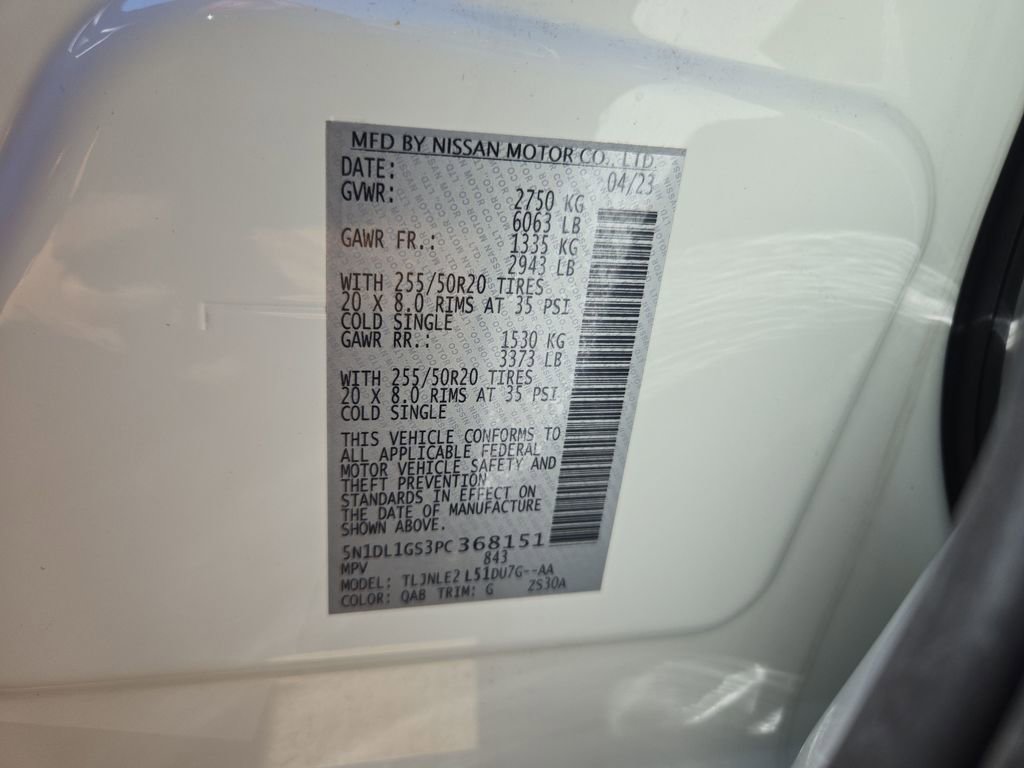 MFD BY NISSAN MOTOR CO., LTD.
DATE: 04/23
GVWR: 2750 KG
6063 LB
GAWR FR.: 1335 KG
2943 LB
WITH 255/50R20 TIRES
20 X 8.0 RIMS AT 35 PSI
COLD SINGLE
GAWR RR.: 1530 KG
3373 LB
WITH 255/50R20 TIRES
20 X 8.0 RIMS AT 35 PSI
COLD SINGLE
THIS VEHICLE CONFORMS TO
ALL APPLICABLE FEDERAL
MOTOR VEHICLE SAFETY AND
THEFT PREVENTION
STANDARDS IN EFFECT ON
THE DATE OF MANUFACTURE
SHOWN ABOVE.
5N1DL1GS3PC368151
MPV 843
MODEL: TLJNLE2 L51DU7G--AA
COLOR: QAB TRIM: G 2S30A